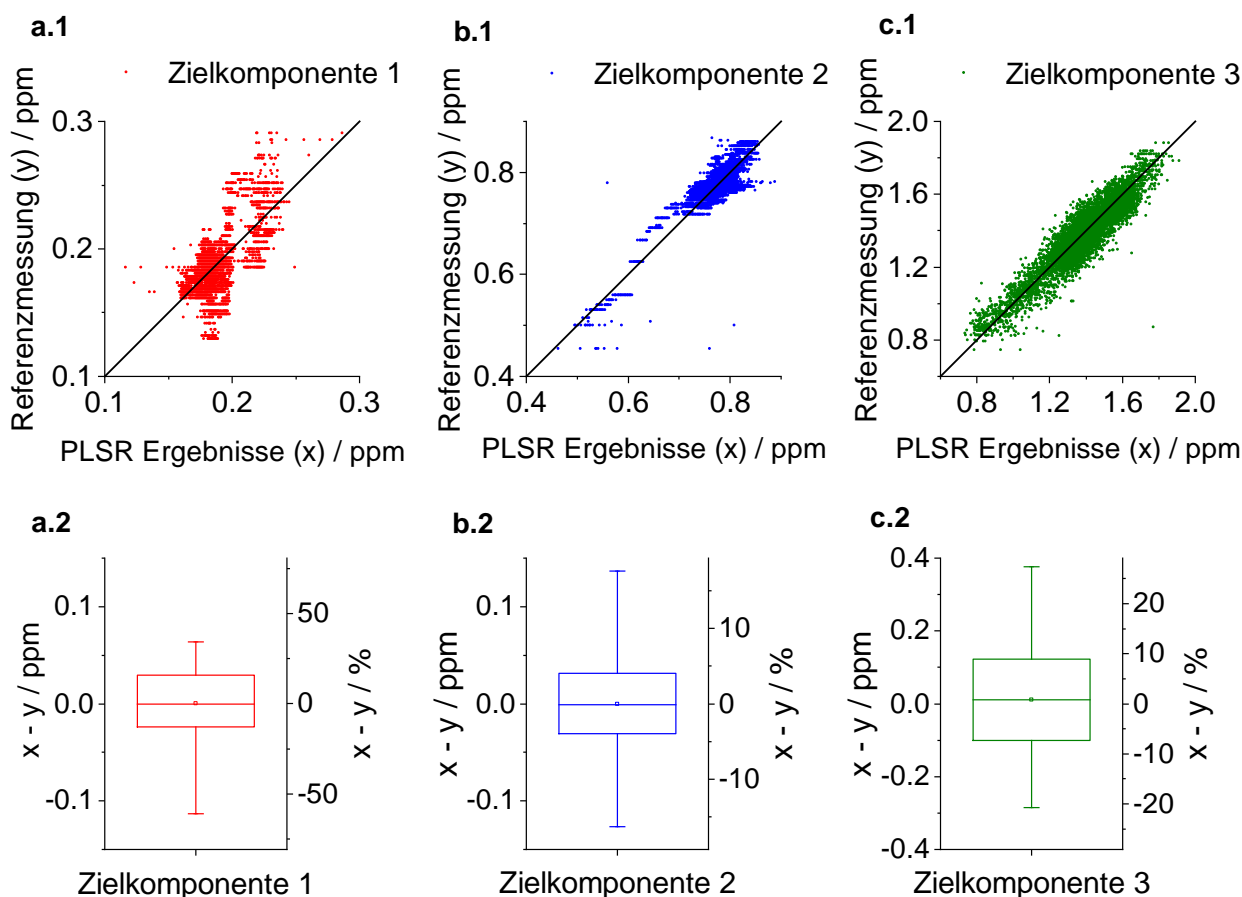 a.1
b.1
c.1
Zielkomponente 1
Zielkomponente 2
Zielkomponente 3
Referenzmessung (y) / ppm
0.3
0.2
0.1
0.1
0.2
0.3
PLSR Ergebnisse (x) / ppm
Referenzmessung (y) / ppm
0.8
0.6
0.4
0.4
0.6
0.8
PLSR Ergebnisse (x) / ppm
Referenzmessung (y) / ppm
2.0
1.6
1.2
0.8
0.8
1.2
1.6
2.0
PLSR Ergebnisse (x) / ppm
a.2
b.2
c.2
x - y / ppm
0.1
0.0
-0.1
50
0
-50
x - y / %
Zielkomponente 1
x - y / ppm
0.1
0.0
-0.1
10
0
-10
x - y / %
Zielkomponente 2
x - y / ppm
0.4
0.2
0.0
-0.2
-0.4
20
10
0
-10
-20
x - y / %
Zielkomponente 3